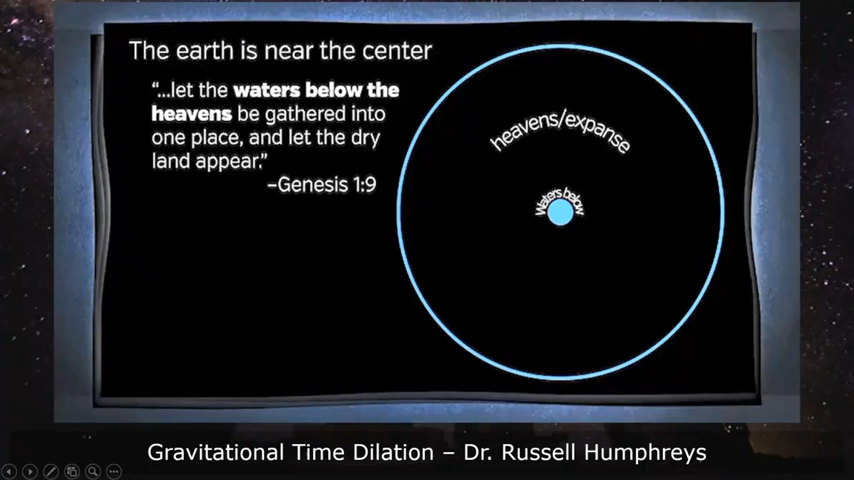 The earth is near the center
“...let the waters below the
heavens be gathered into
one place, and let the dry
land appear.”
–Genesis 1:9
heavens/expanse
Waters below
Gravitational Time Dilation – Dr. Russell Humphreys